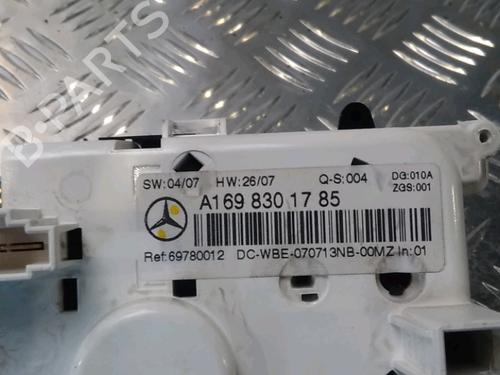 B.PARTS
SW:04/07 HW:26/07 Q-S:004 DG:010A
ZGS:001
A169 830 17 85
Ref:69780012 DC-WBE-070713NB-00MZ In:01